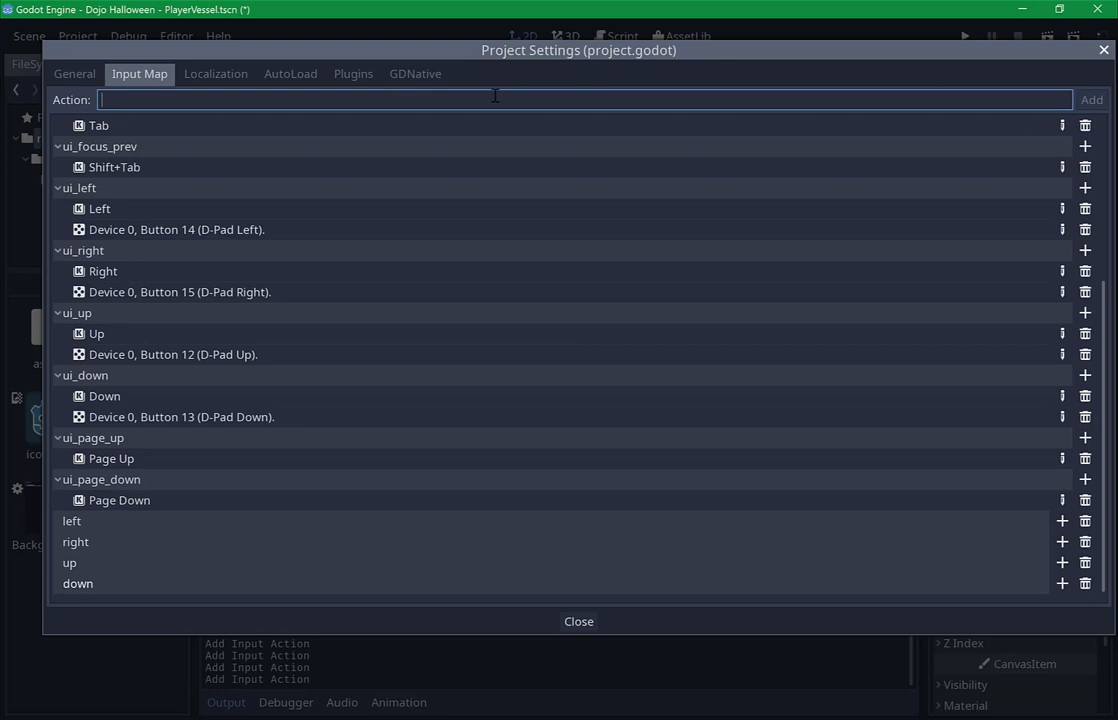 Godot Engine - Dojo Halloween - PlayerVessel.tscn (*)
Scene Project Debug Editor Help 2D 3D Script AssetLib
Project Settings (project.godot)
FileSy
General Input Map Localization AutoLoad Plugins GDNative
Action: Add
Tab
ui_focus_prev
Shift+Tab
ui_left
Left
Device 0, Button 14 (D-Pad Left).
ui_right
Right
Device 0, Button 15 (D-Pad Right).
ui_up
Up
Device 0, Button 12 (D-Pad Up).
ui_down
Down
Device 0, Button 13 (D-Pad Down).
ui_page_up
Page Up
ui_page_down
Page Down
left
right
up
down
as
ico
Backg
Close
Add Input Action
Add Input Action
Add Input Action
Add Input Action
Output Debugger Audio Animation
Z Index
CanvasItem
Visibility
Material